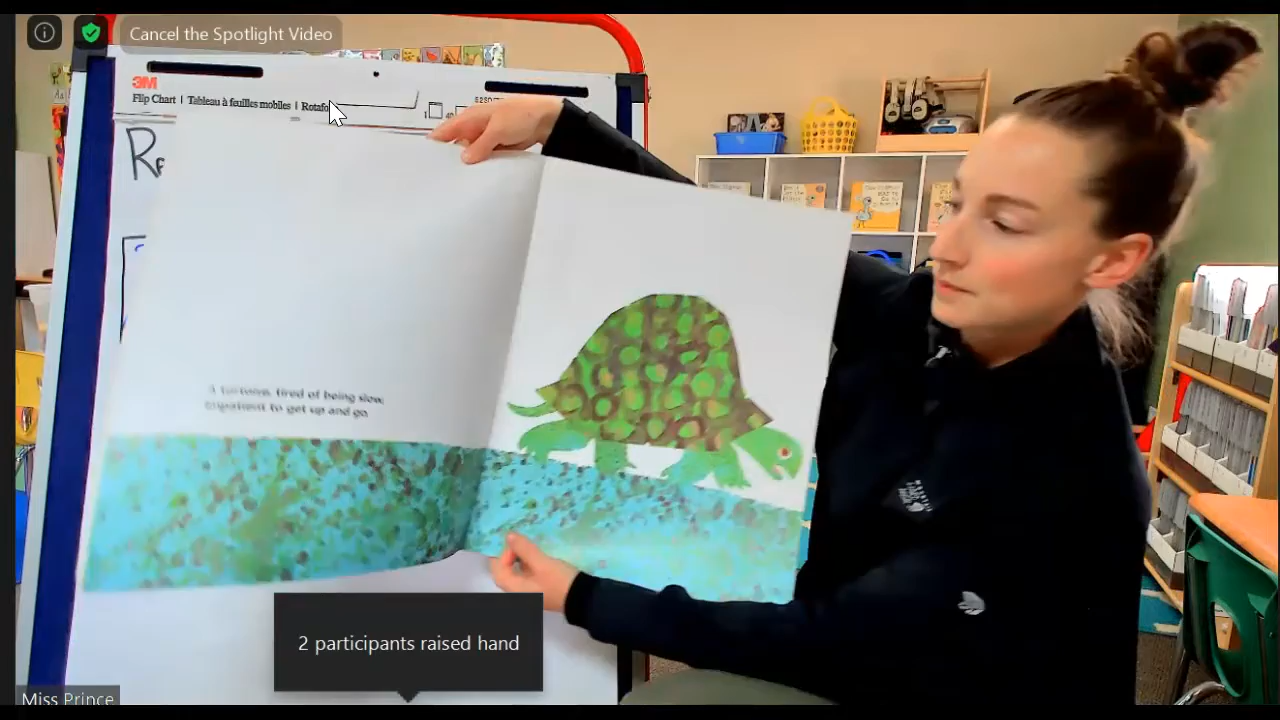 Cancel the Spotlight Video
3M
Flip Chart | Tableau à feuilles mobiles | Rotafo
tired of being slow,
impatient to get up and go
2 participants raised hand
Miss Prince